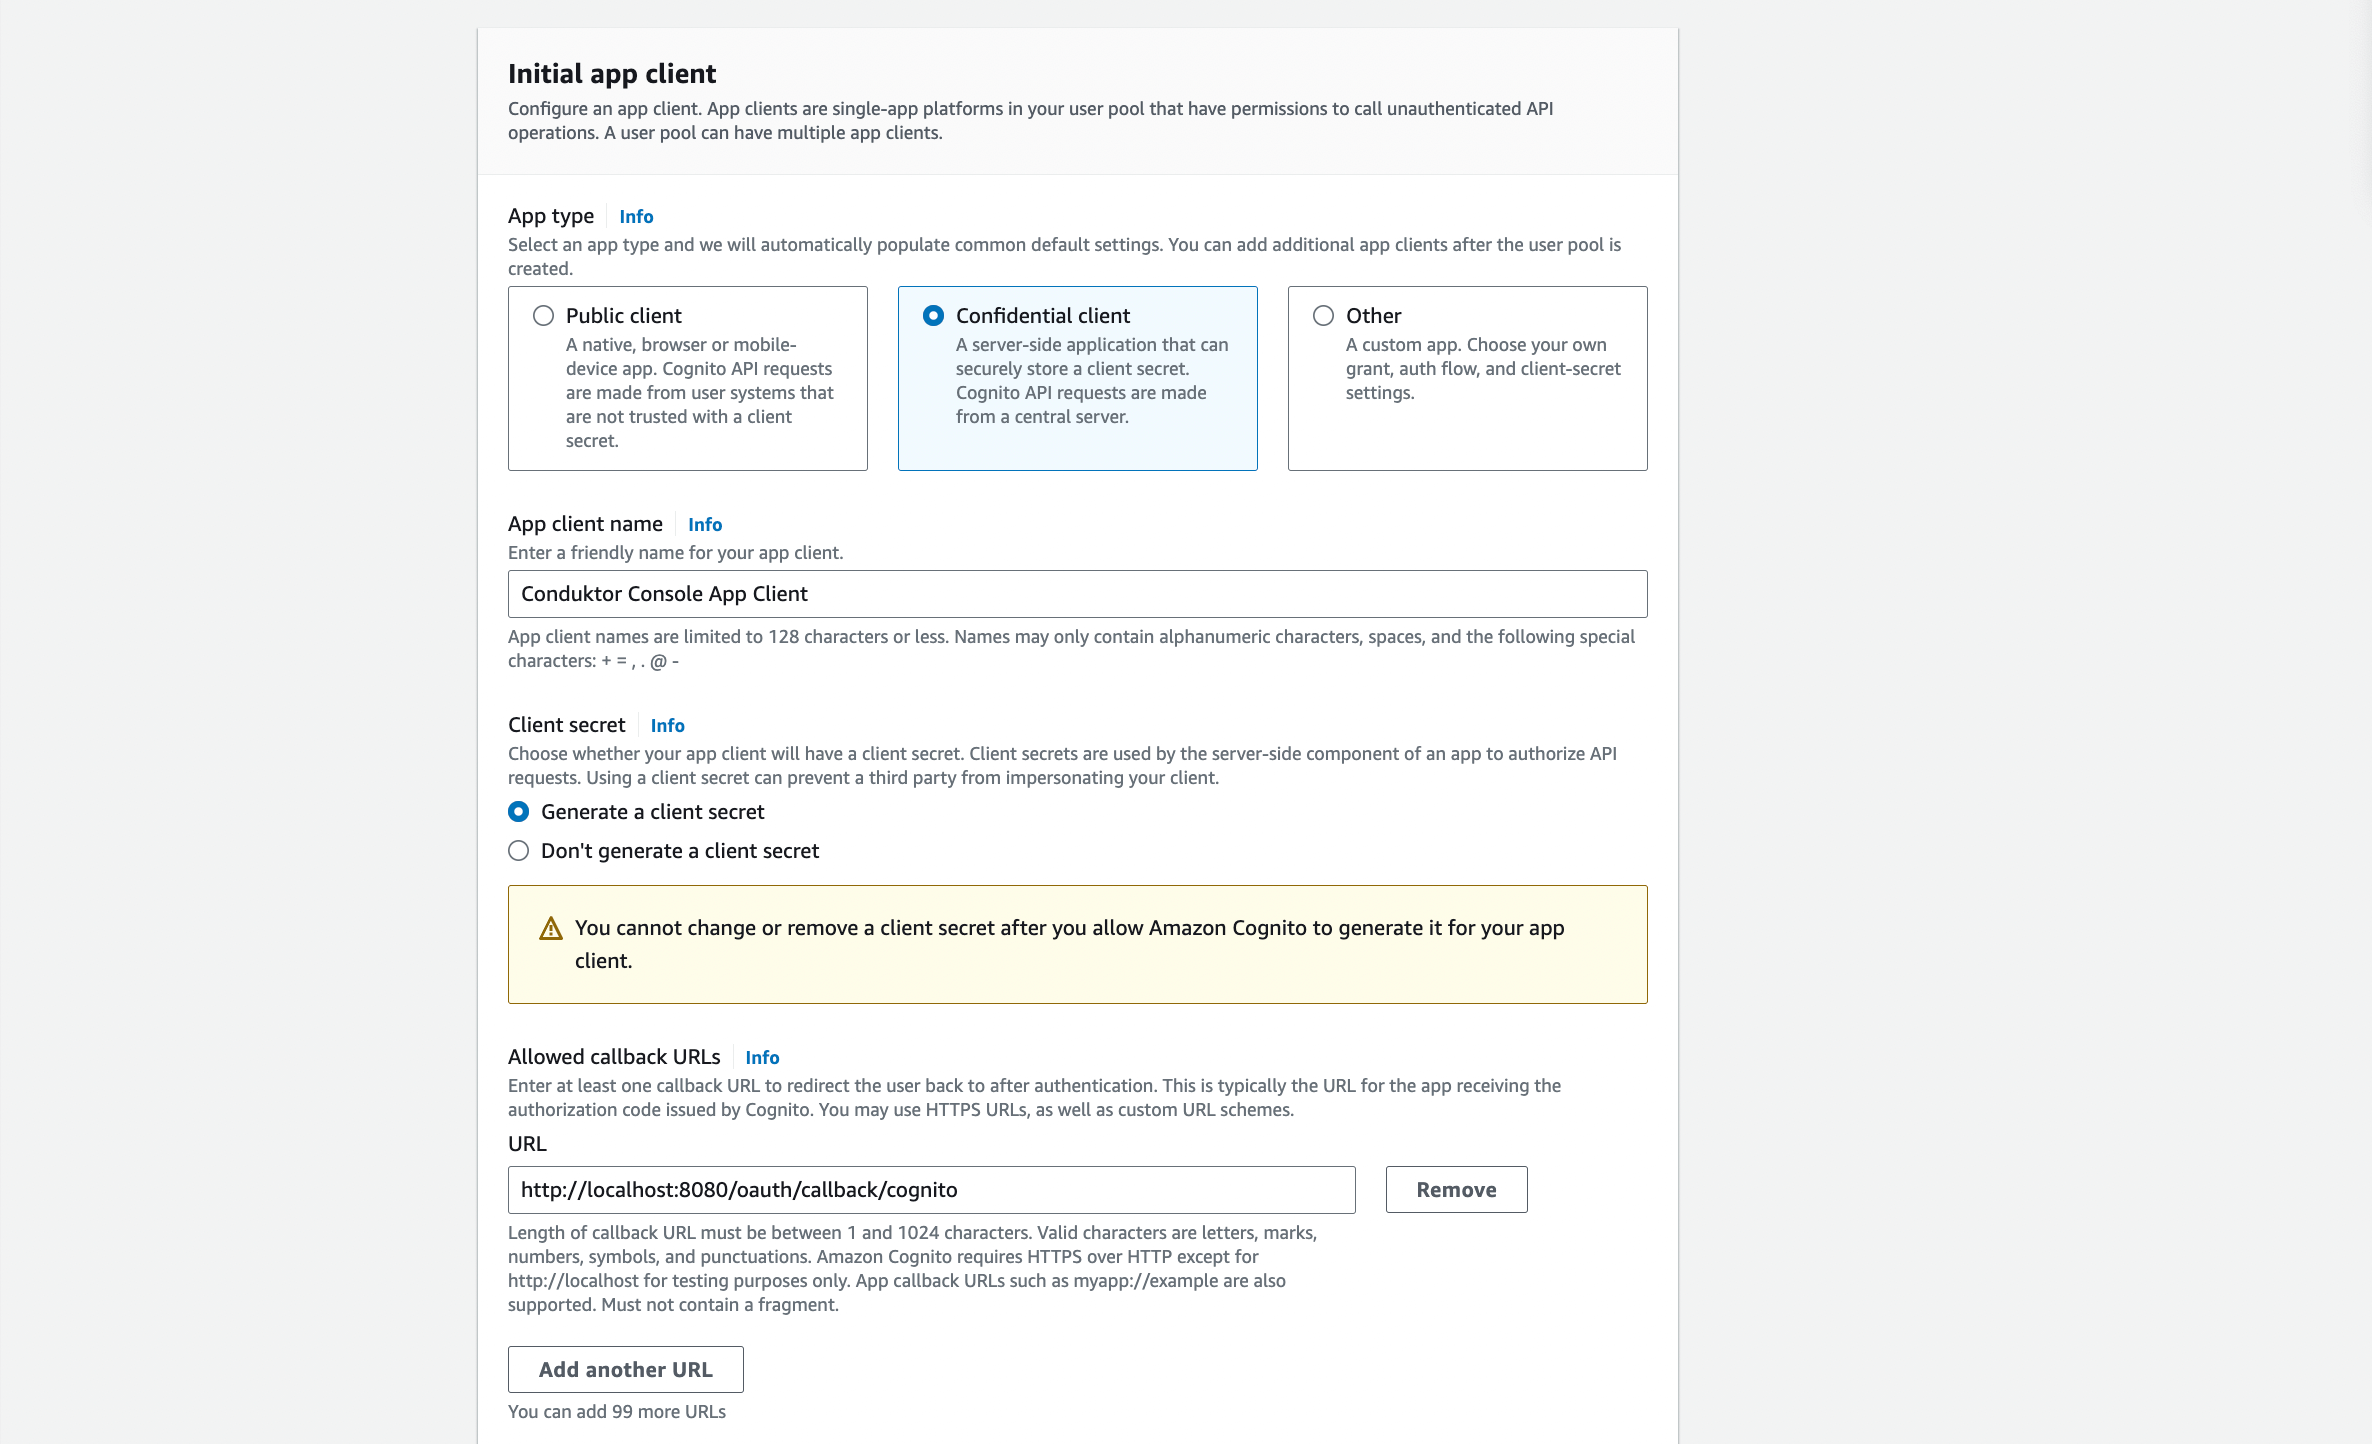 Initial app client
Configure an app client. App clients are single-app platforms in your user pool that have permissions to call unauthenticated API
operations. A user pool can have multiple app clients.
App type Info
Select an app type and we will automatically populate common default settings. You can add additional app clients after the user pool is
created.
Public client
A native, browser or mobile-
device app. Cognito API requests
are made from user systems that
are not trusted with a client
secret.
Confidential client
A server-side application that can
securely store a client secret.
Cognito API requests are made
from a central server.
Other
A custom app. Choose your own
grant, auth flow, and client-secret
settings.
App client name Info
Enter a friendly name for your app client.
Conduktor Console App Client
App client names are limited to 128 characters or less. Names may only contain alphanumeric characters, spaces, and the following special
characters: + = , . @ -
Client secret Info
Choose whether your app client will have a client secret. Client secrets are used by the server-side component of an app to authorize API
requests. Using a client secret can prevent a third party from impersonating your client.
Generate a client secret
Don't generate a client secret
You cannot change or remove a client secret after you allow Amazon Cognito to generate it for your app
client.
Allowed callback URLs Info
Enter at least one callback URL to redirect the user back to after authentication. This is typically the URL for the app receiving the
authorization code issued by Cognito. You may use HTTPS URLs, as well as custom URL schemes.
URL
http://localhost:8080/oauth/callback/cognito
Remove
Length of callback URL must be between 1 and 1024 characters. Valid characters are letters, marks,
numbers, symbols, and punctuations. Amazon Cognito requires HTTPS over HTTP except for
http://localhost for testing purposes only. App callback URLs such as myapp://example are also
supported. Must not contain a fragment.
Add another URL
You can add 99 more URLs